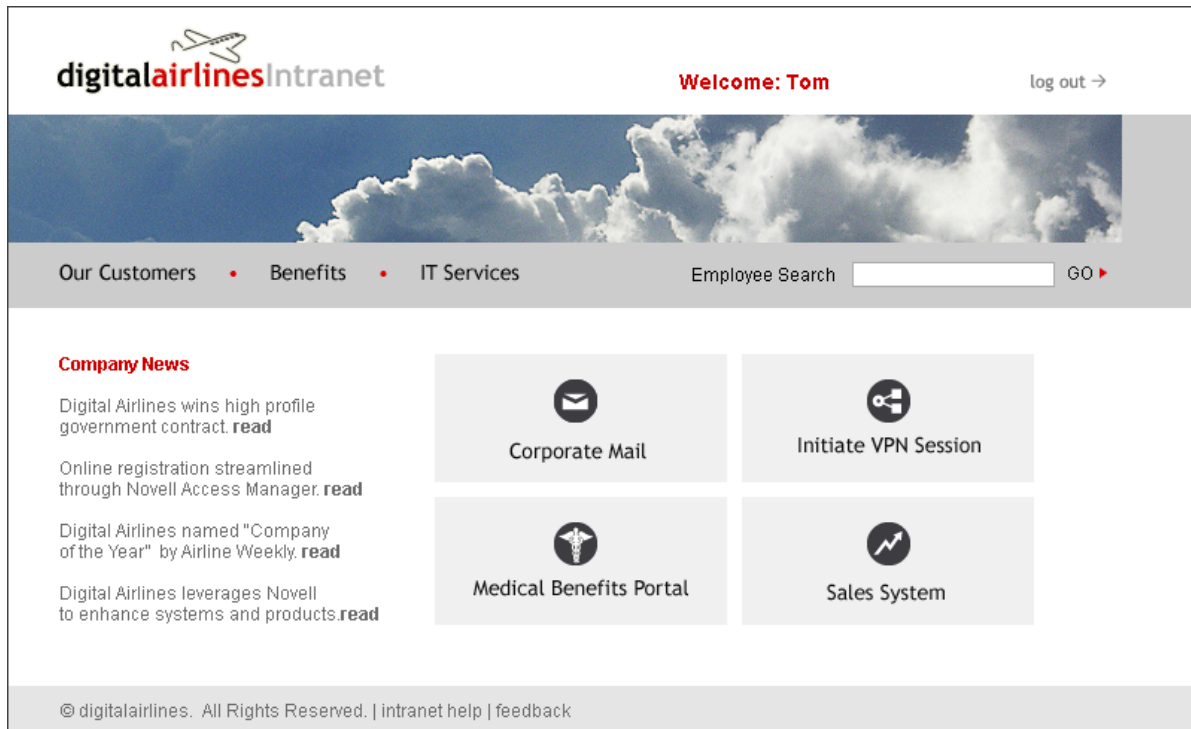 digitalairlinesIntranet
Welcome: Tom
log out →
Our Customers • Benefits • IT Services
Employee Search
GO
Company News
Digital Airlines wins high profile
government contract. read
Online registration streamlined
through Novell Access Manager. read
Digital Airlines named "Company
of the Year" by Airline Weekly. read
Digital Airlines leverages Novell
to enhance systems and products.read
Corporate Mail
Initiate VPN Session
Medical Benefits Portal
Sales System
© digitalairlines. All Rights Reserved. | intranet help | feedback